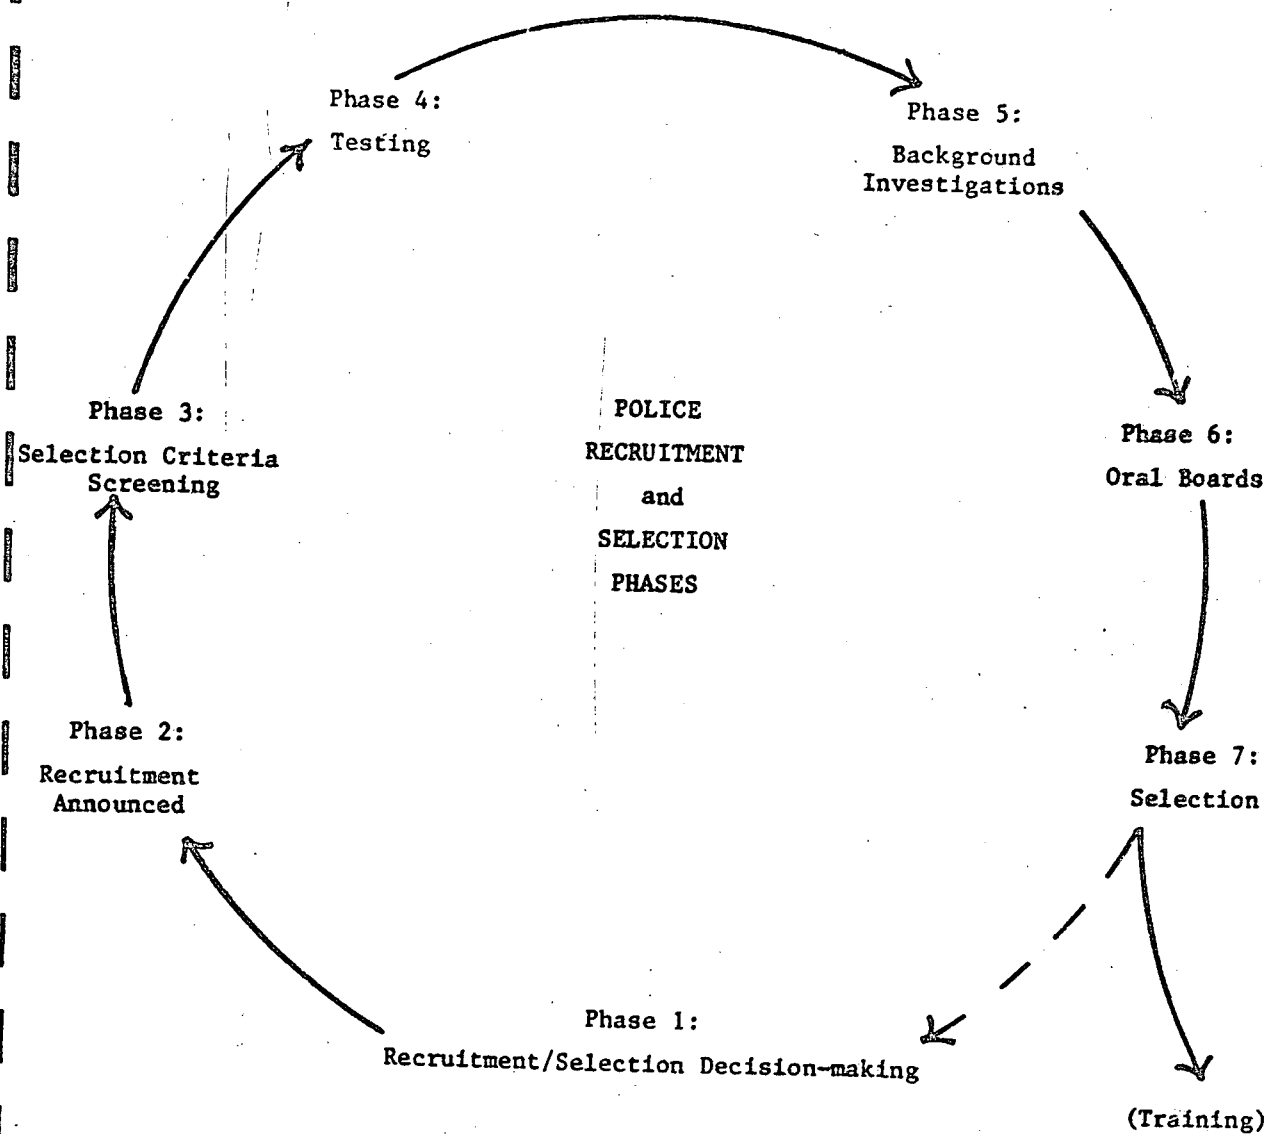 Phase 4:
Testing
Phase 5:
Background
Investigations
Phase 3:
Selection Criteria
Screening
POLICE
RECRUITMENT
and
SELECTION
PHASES
Phase 6:
Oral Boards
Phase 2:
Recruitment
Announced
Phase 7:
Selection
Phase 1:
Recruitment/Selection Decision-making
(Training)